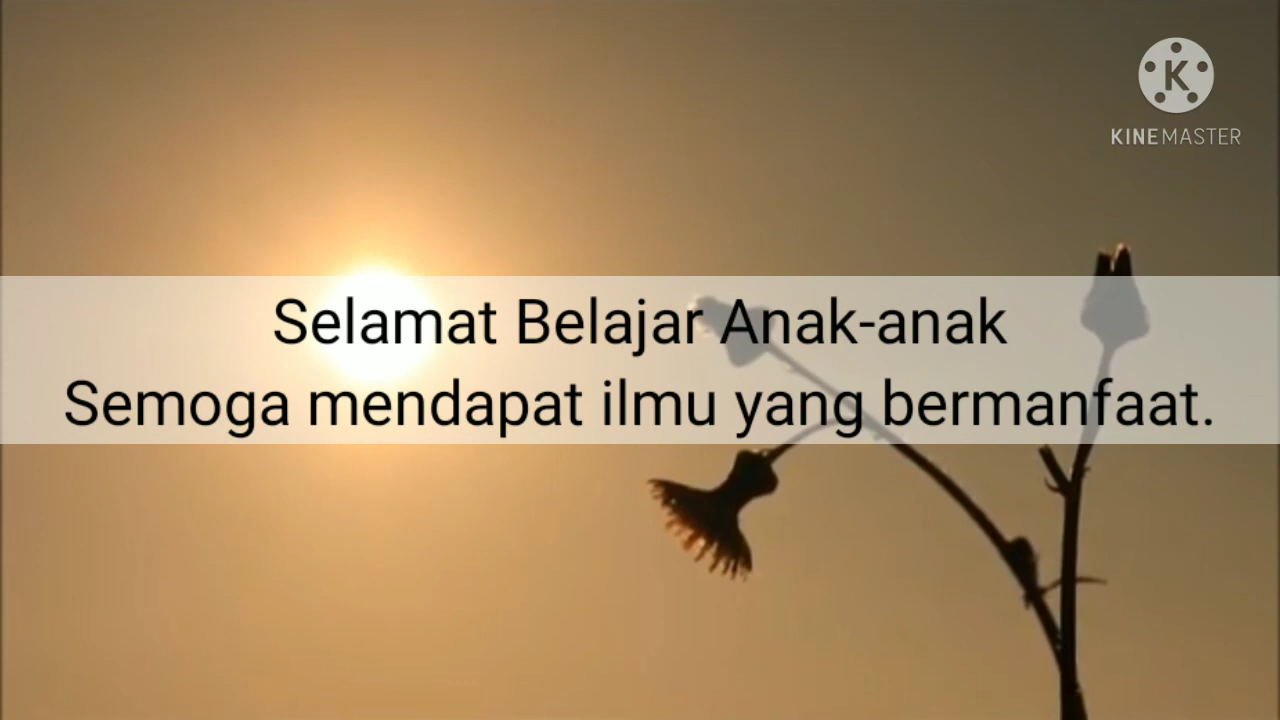 K
KINEMASTER
Selamat Belajar Anak-anak
Semoga mendapat ilmu yang bermanfaat.